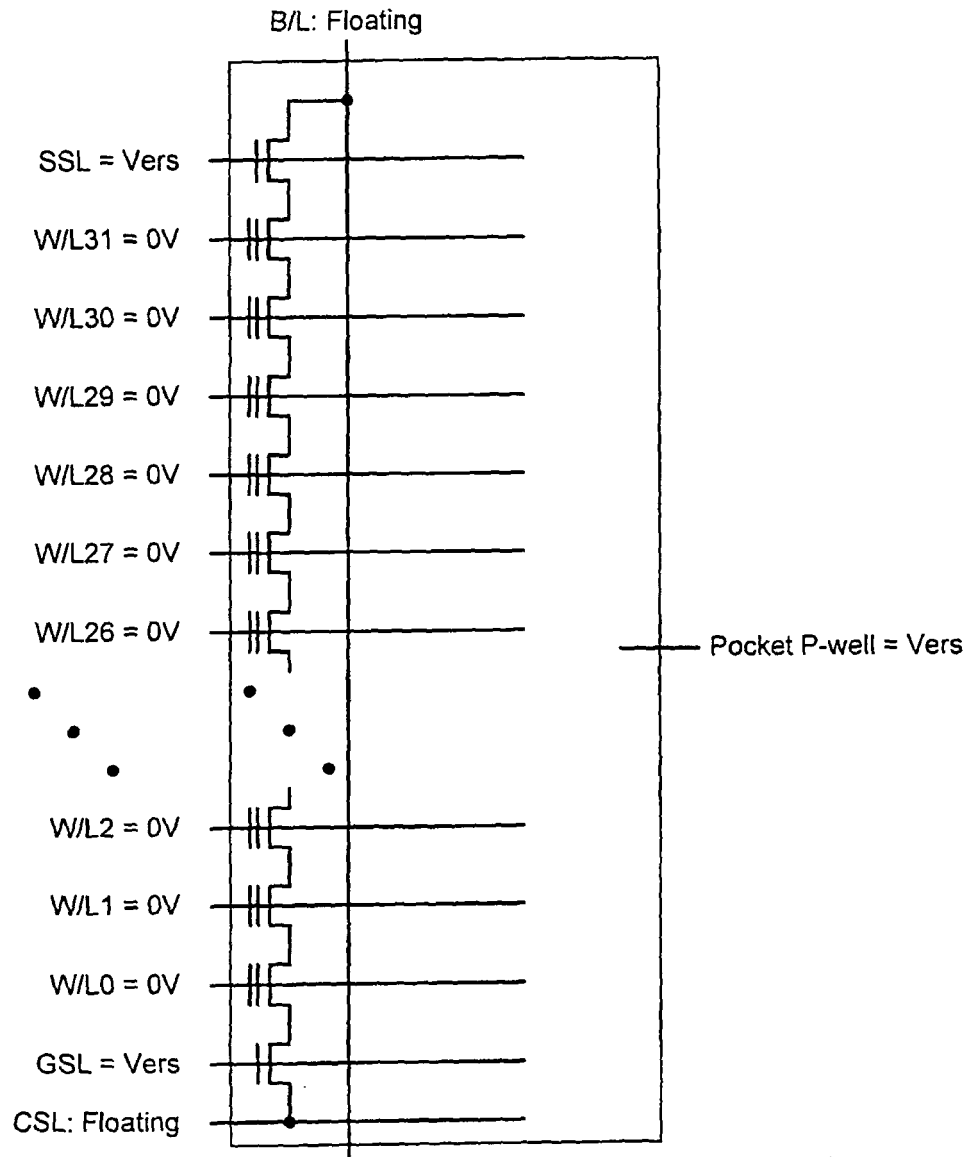 B/L: Floating
SSL = Vers
W/L31 = 0V
W/L30 = 0V
W/L29 = 0V
W/L28 = 0V
W/L27 = 0V
W/L26 = 0V
Pocket P-well = Vers
W/L2 = 0V
W/L1 = 0V
W/L0 = 0V
GSL = Vers
CSL: Floating